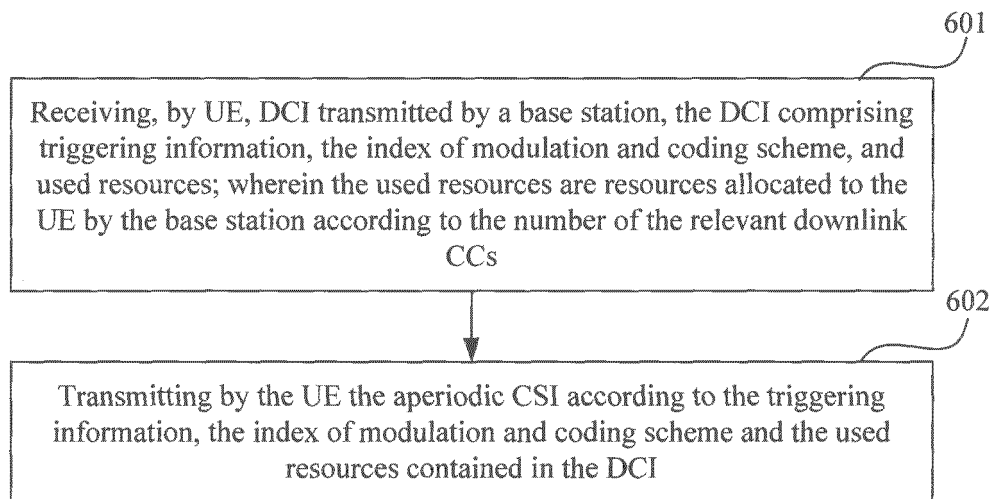 601
Receiving, by UE, DCI transmitted by a base station, the DCI comprising
triggering information, the index of modulation and coding scheme, and
used resources; wherein the used resources are resources allocated to the
UE by the base station according to the number of the relevant downlink
CCs
602
Transmitting by the UE the aperiodic CSI according to the triggering
information, the index of modulation and coding scheme and the used
resources contained in the DCI